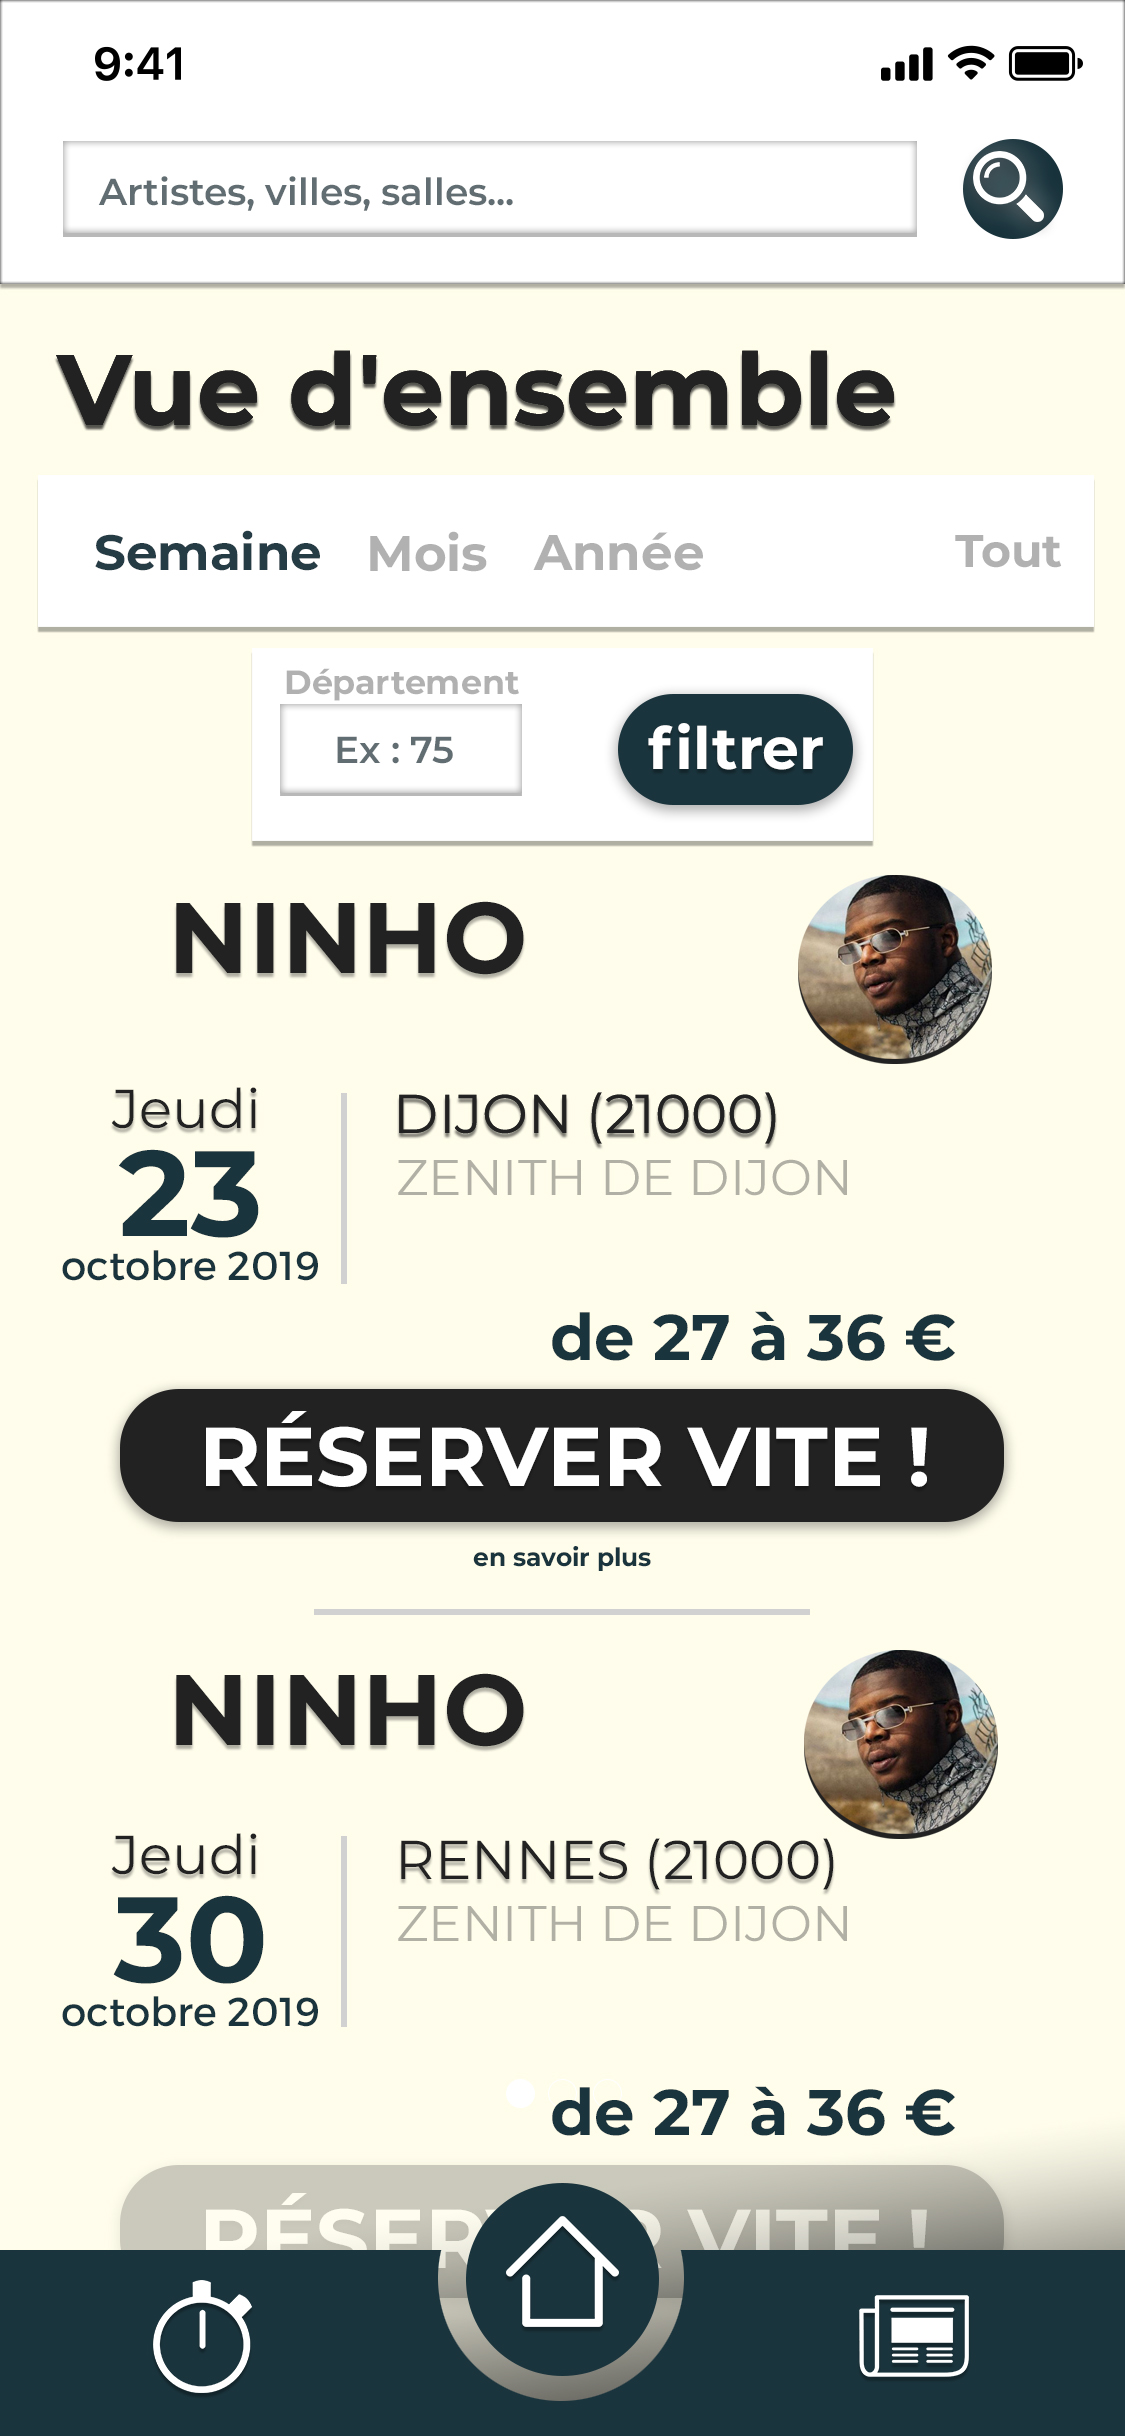 9:41
Artistes, villes, salles...
Vue d'ensemble
Semaine Mois Année Tout
Département
Ex : 75
filtrer
NINHO
Jeudi
23
octobre 2019
DIJON (21000)
ZENITH DE DIJON
de 27 à 36 €
RÉSERVER VITE !
en savoir plus
NINHO
Jeudi
30
octobre 2019
RENNES (21000)
ZENITH DE DIJON
de 27 à 36 €
VITE !